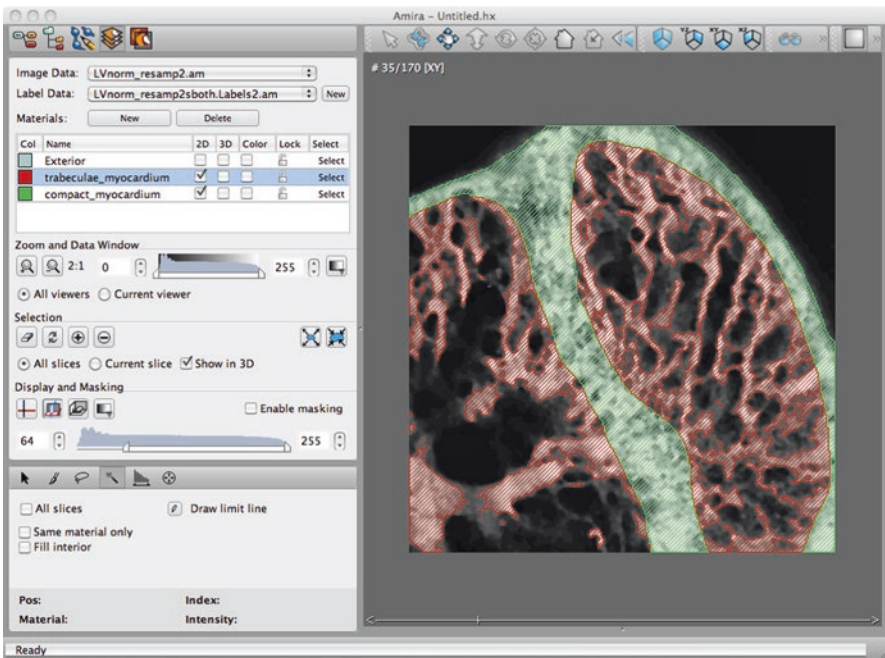 Amira – Untitled.hx
# 35/170 [XY]
Image Data: LVnorm_resamp2.am
Label Data: LVnorm_resamp2sboth.Labels2.am New
Materials: New Delete
Col Name 2D 3D Color Lock Select
Exterior Select
trabeculae_myocardium Select
compact_myocardium Select
Zoom and Data Window
2:1 0 255
All viewers Current viewer
Selection
All slices Current slice Show in 3D
Display and Masking
Enable masking
64 255
All slices Draw limit line
Same material only
Fill interior
Pos: Index:
Material: Intensity:
Ready